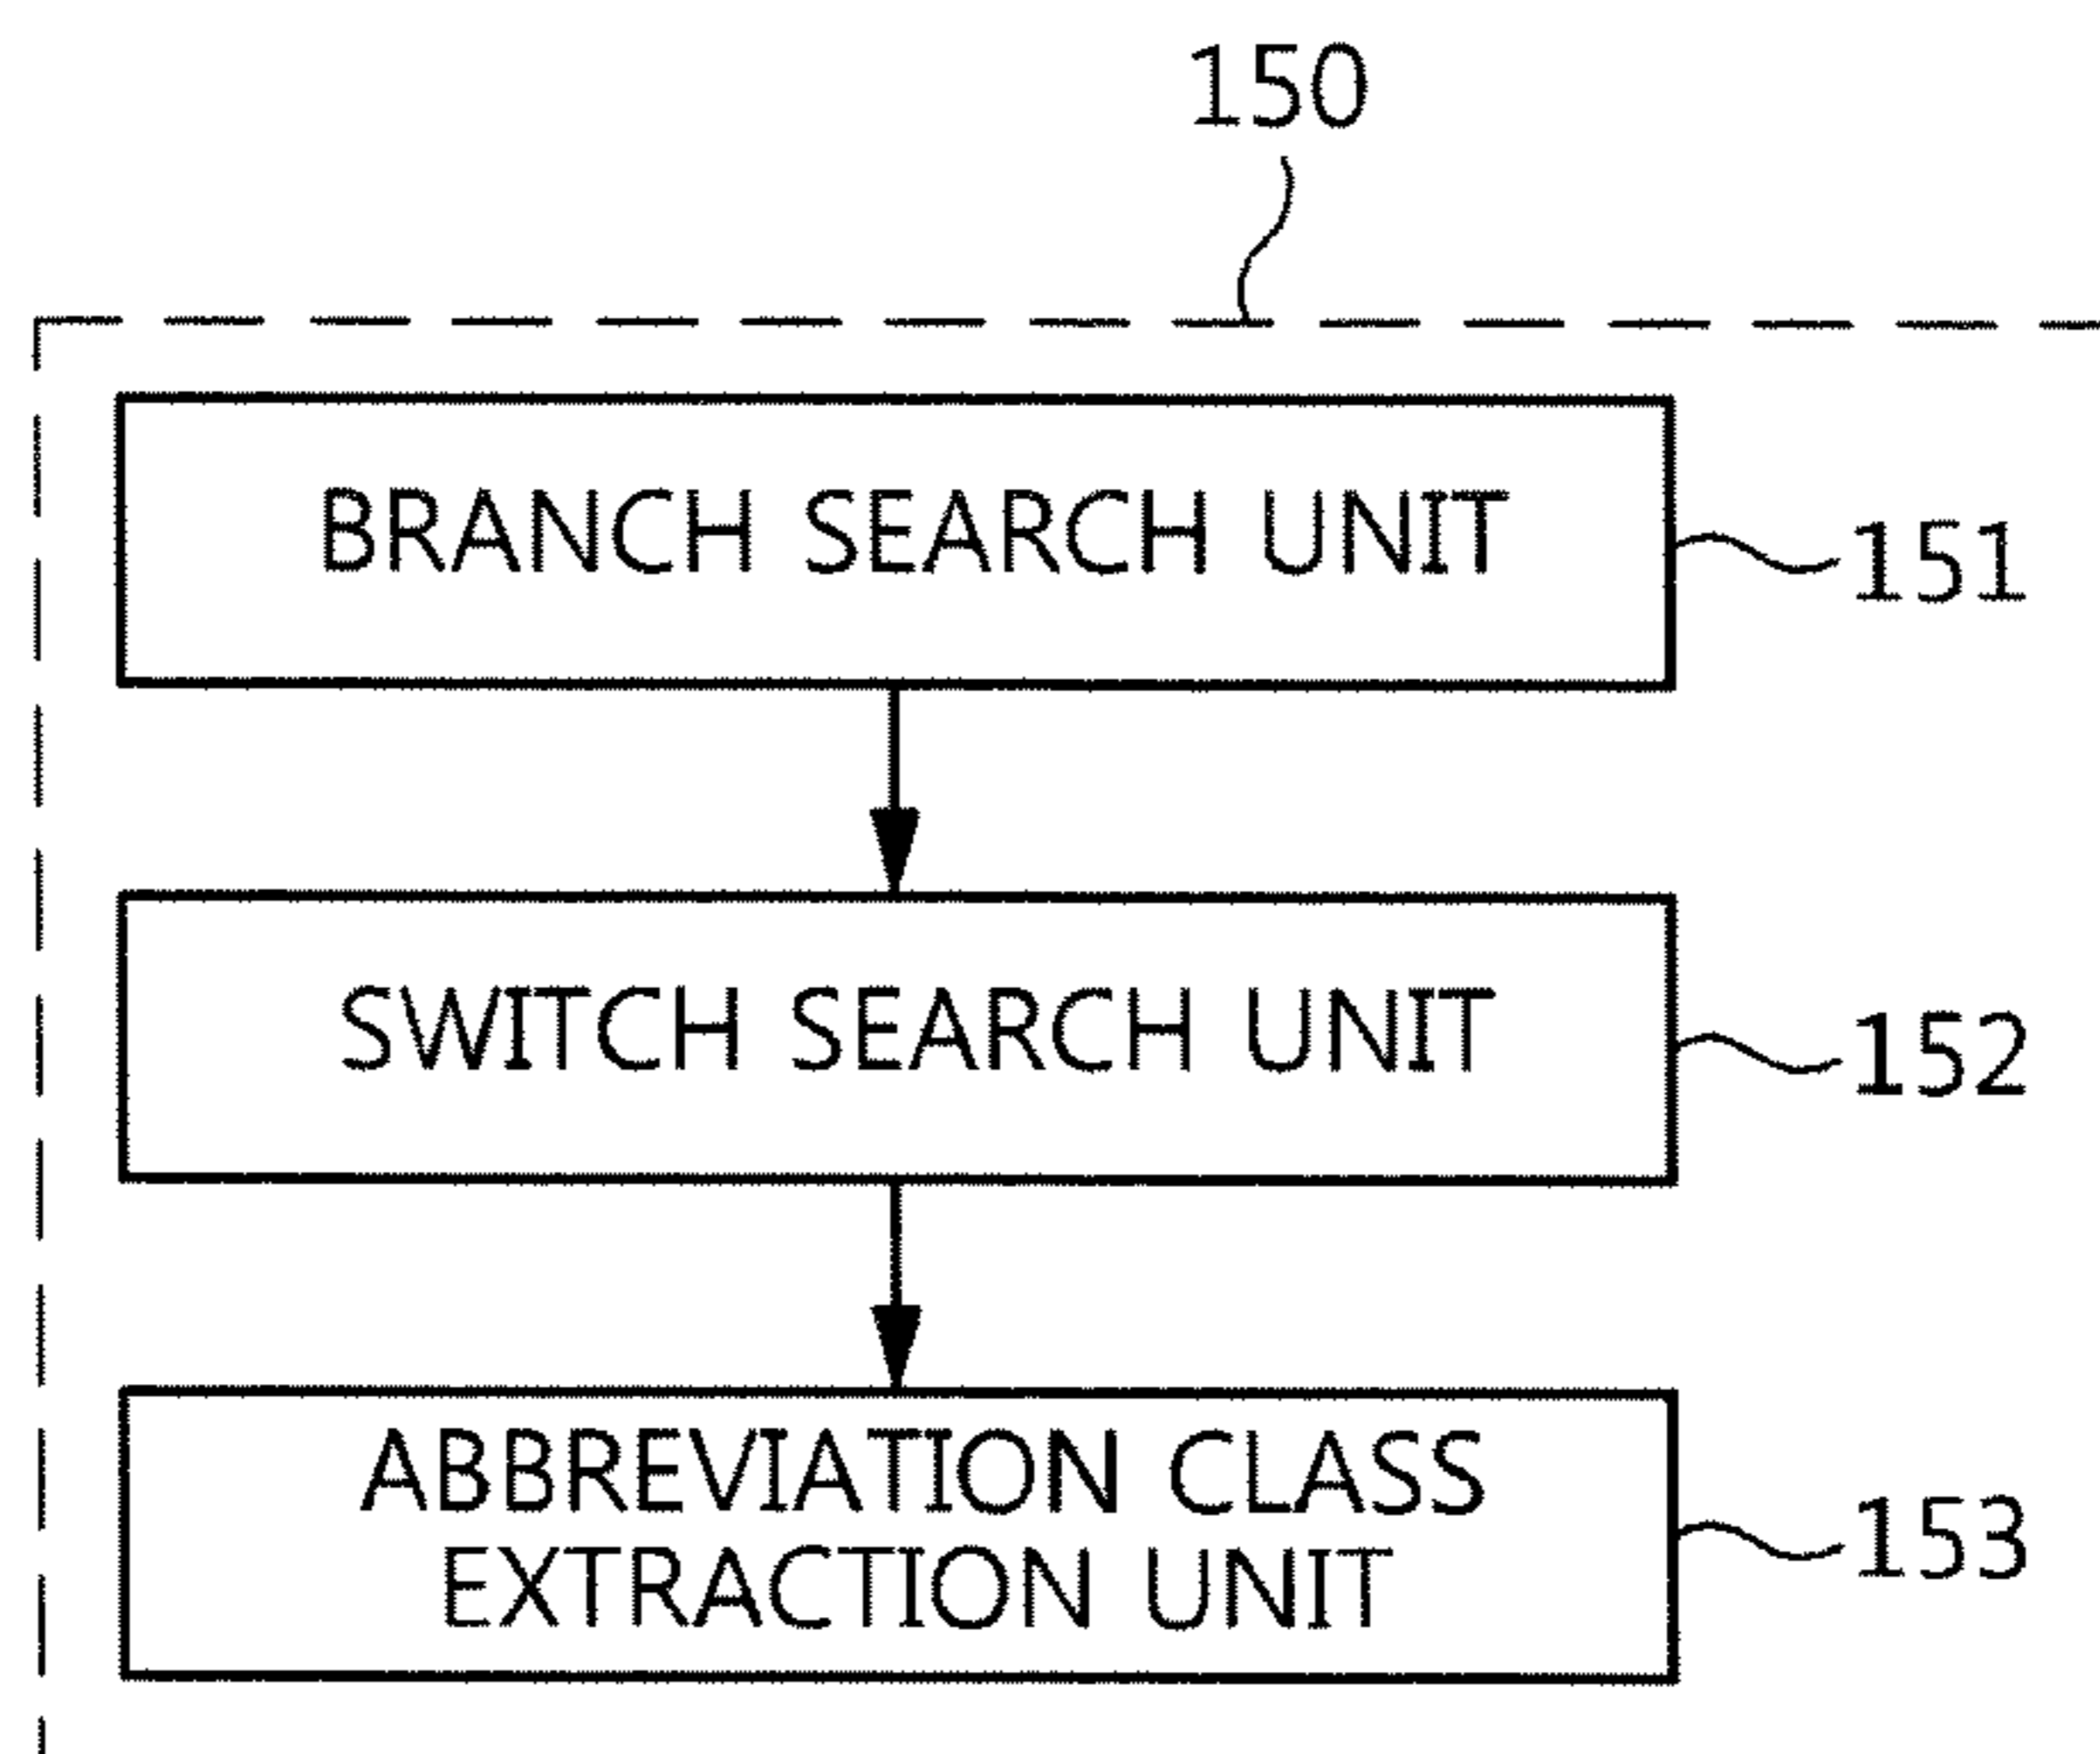 150
BRANCH SEARCH UNIT
151
SWITCH SEARCH UNIT
152
ABBREVIATION CLASS
EXTRACTION UNIT
153